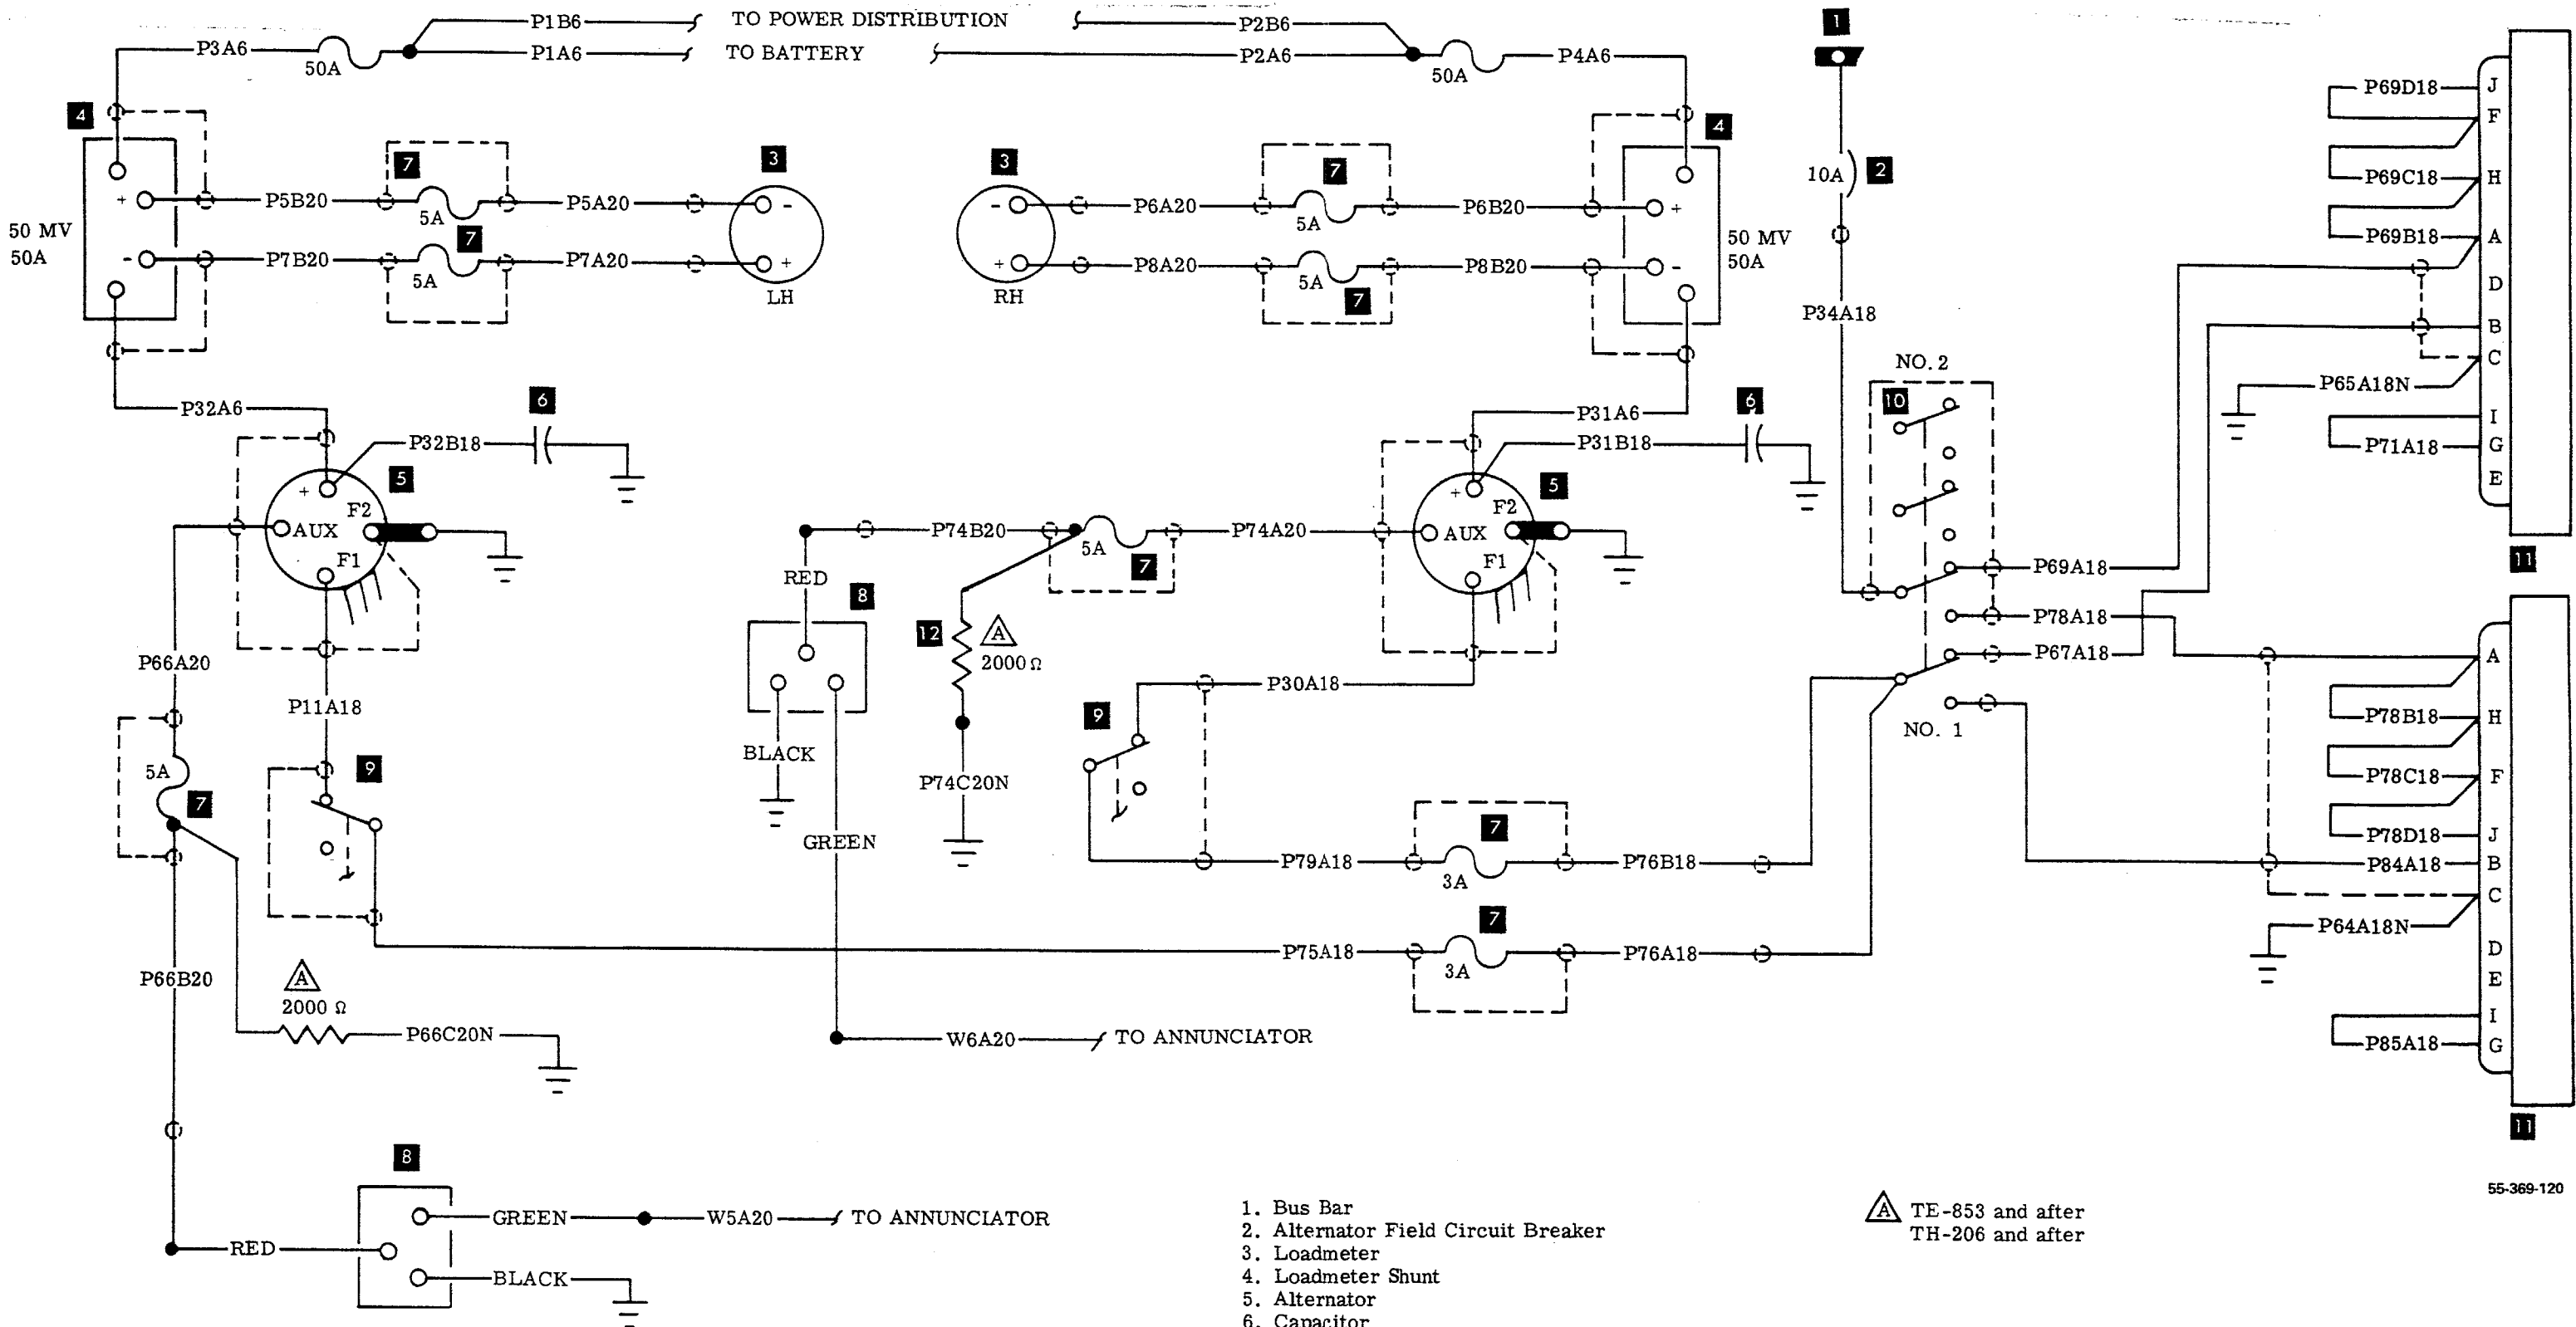 P1B6 TO POWER DISTRIBUTION P2B6
P3A6 P1A6 TO BATTERY P2A6 P4A6
50A 50A
1
4 4
7 3 3 7
P5B20 P5A20 P6A20 P6B20
+ 5A - - 5A +
50 MV
50A
7
P7B20 P7A20 P8A20 P8B20
- 5A + + 5A -
LH RH 7
50 MV
50A
10A 2
P34A18
P69D18 J
F
P69C18 H
P69B18 A
D
B
C
P65A18N
I
P71A18 G
E
11
NO. 2
10
P32A6 6
P32B18
5
+
F2
AUX
F1
P31A6 6
P31B18
5
+
F2
AUX
F1
P74B20 P74A20
5A
7
RED
8
12 A
2000 Ω
BLACK
P74C20N
GREEN
P69A18
P78A18
P67A18
NO. 1
P66A20
P11A18
5A
7
9
P30A18
9
7
P79A18 P76B18
3A
7
P75A18 P76A18
3A
A
P78B18 H
P78C18 F
P78D18 J
P84A18 B
C
P64A18N
D
E
I
P85A18 G
11
P66B20
A
2000 Ω
P66C20N
W6A20 TO ANNUNCIATOR
8
GREEN W5A20 TO ANNUNCIATOR
RED
BLACK
1. Bus Bar
2. Alternator Field Circuit Breaker
3. Loadmeter
4. Loadmeter Shunt
5. Alternator
6. Capacitor
A TE-853 and after
TH-206 and after
55-369-120